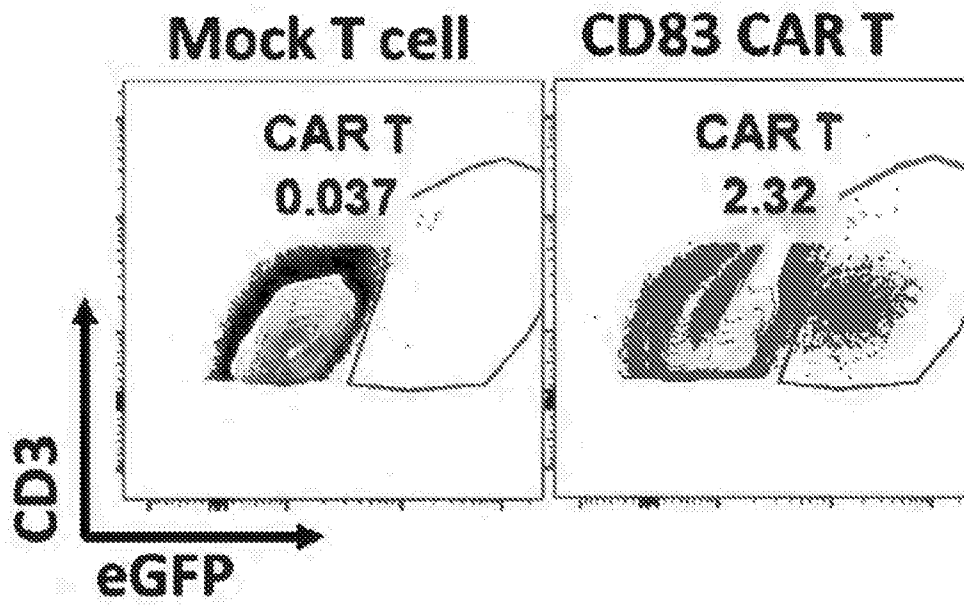 Mock T cell
CD83 CAR T
CAR T
0.037
CAR T
2.32
CD3
eGFP